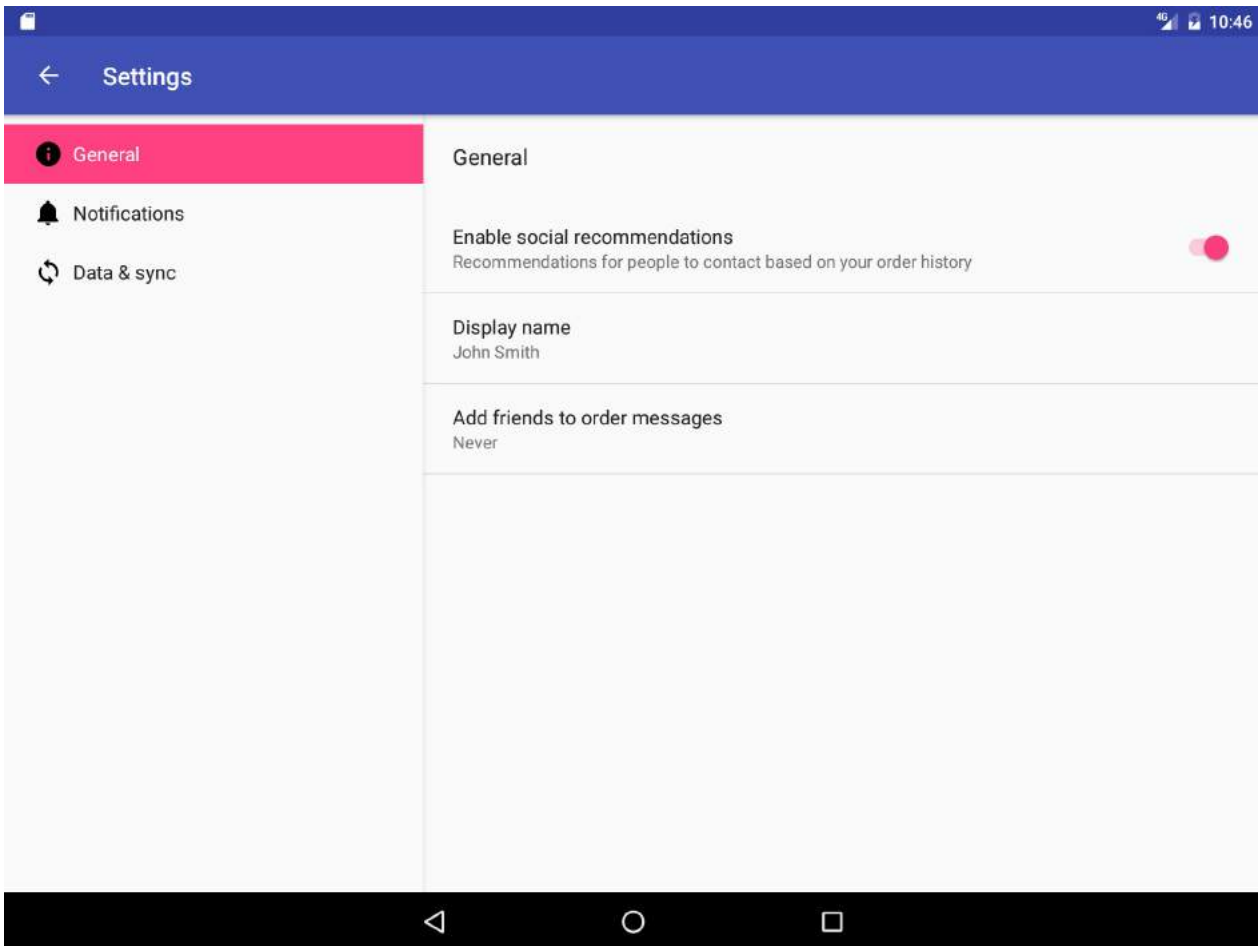 4G 10:46
Settings
General
Notifications
Data & sync
General
Enable social recommendations
Recommendations for people to contact based on your order history
Display name
John Smith
Add friends to order messages
Never